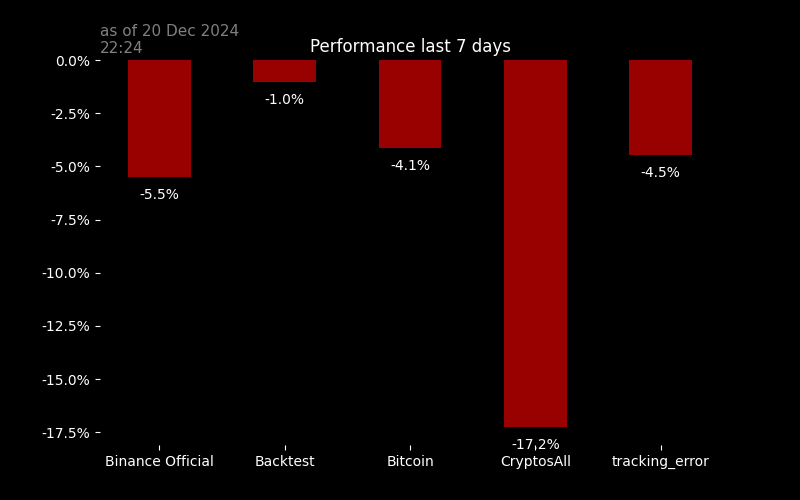 as of 20 Dec 2024
22:24
Performance last 7 days
0.0%
-2.5%
-5.0%
-7.5%
-10.0%
-12.5%
-15.0%
-17.5%
-5.5%
-1.0%
-4.1%
-17.2%
-4.5%
Binance Official
Backtest
Bitcoin
CryptosAll
tracking_error